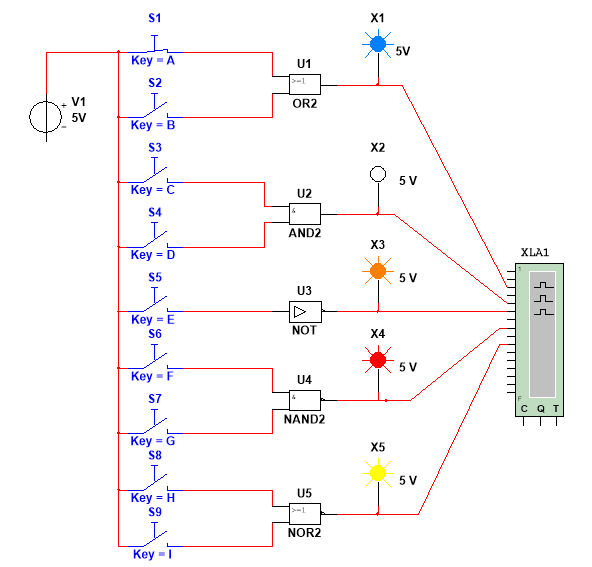 S1
Key = A
X1
5V
U1
>=1
OR2
V1
+
5V
−
S2
Key = B
S3
Key = C
X2
5 V
U2
&
AND2
S4
Key = D
X3
5 V
XLA1
1
S5
Key = E
U3
NOT
S6
Key = F
X4
5 V
U4
&
NAND2
F
C Q T
S7
Key = G
X5
5 V
S8
Key = H
U5
>=1
NOR2
S9
Key = I